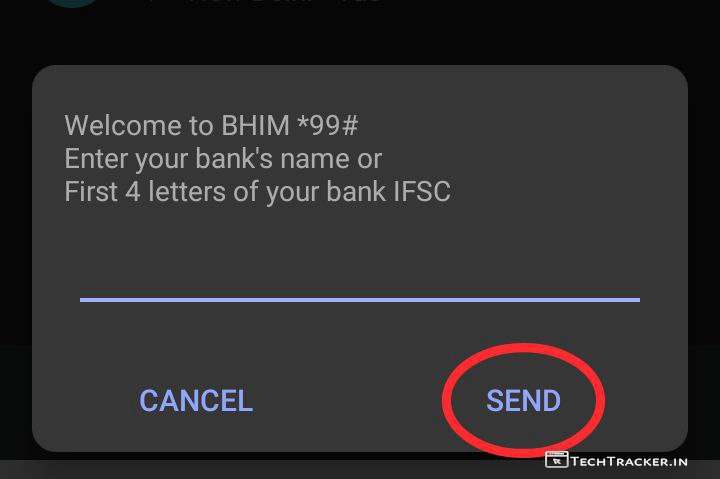 Welcome to BHIM *99#
Enter your bank's name or
First 4 letters of your bank IFSC
CANCEL SEND
TECHTRACKER.IN